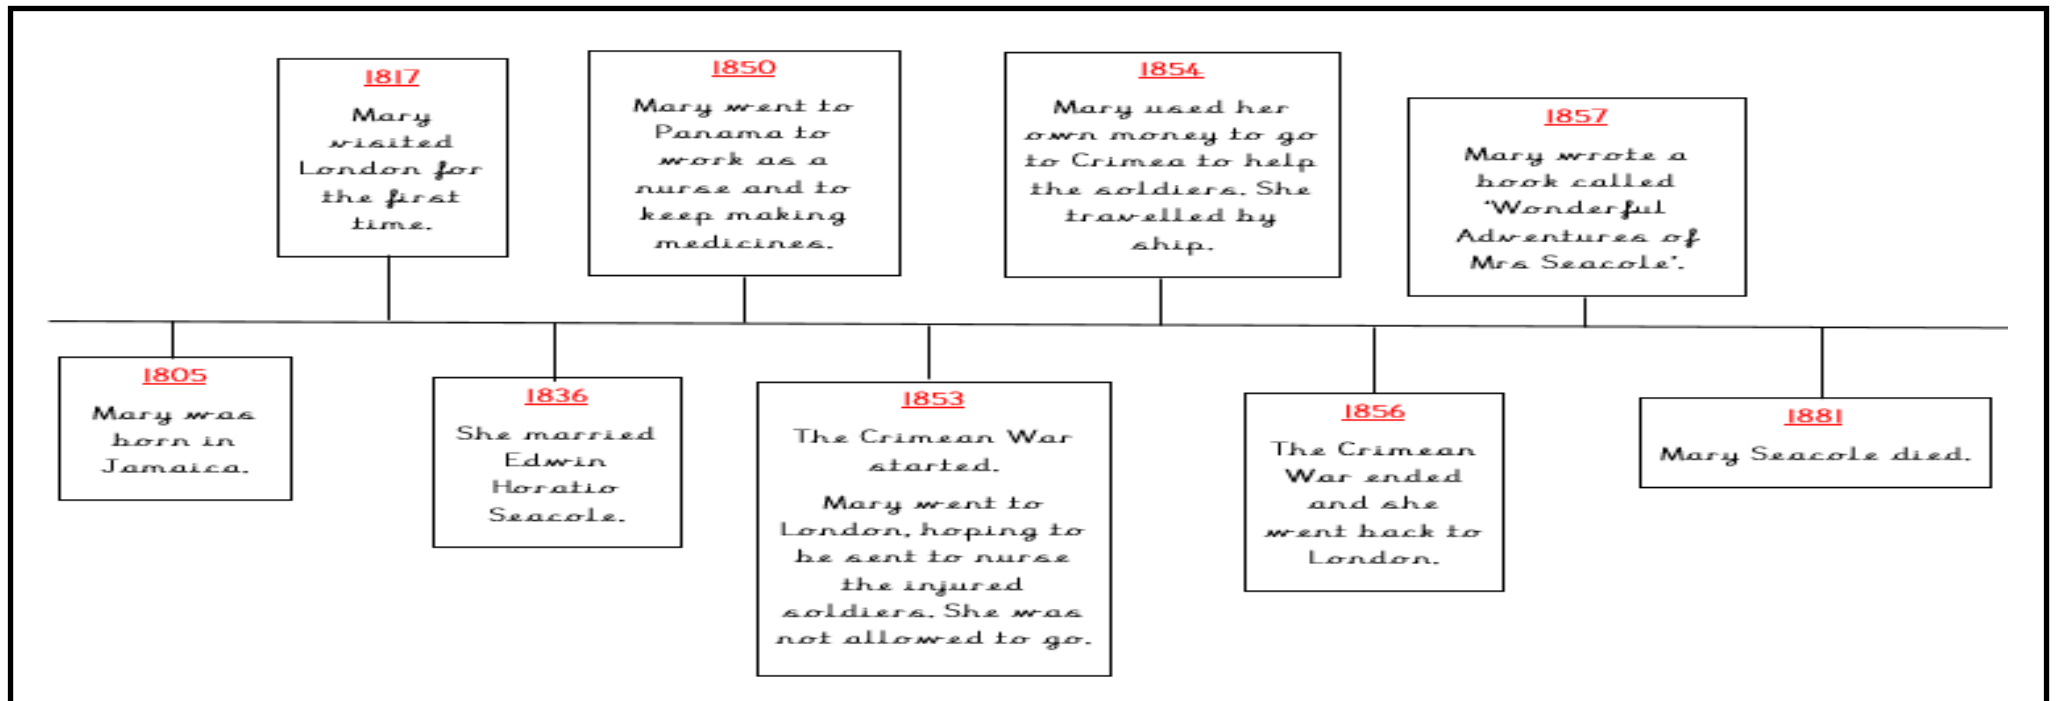 1817
Mary
visited
London for
the first
time.
1850
Mary went to
Panama to
work as a
nurse and to
keep making
medicines.
1854
Mary used her
own money to go
to Crimea to help
the soldiers. She
travelled by
ship.
1857
Mary wrote a
book called
‘Wonderful
Adventures of
Mrs Seacole’.
1805
Mary was
born in
Jamaica.
1836
She married
Edwin
Horatio
Seacole.
1853
The Crimean War
started.
Mary went to
London, hoping to
be sent to nurse
the injured
soldiers. She was
not allowed to go.
1856
The Crimean
War ended
and she
went back to
London.
1881
Mary Seacole died.